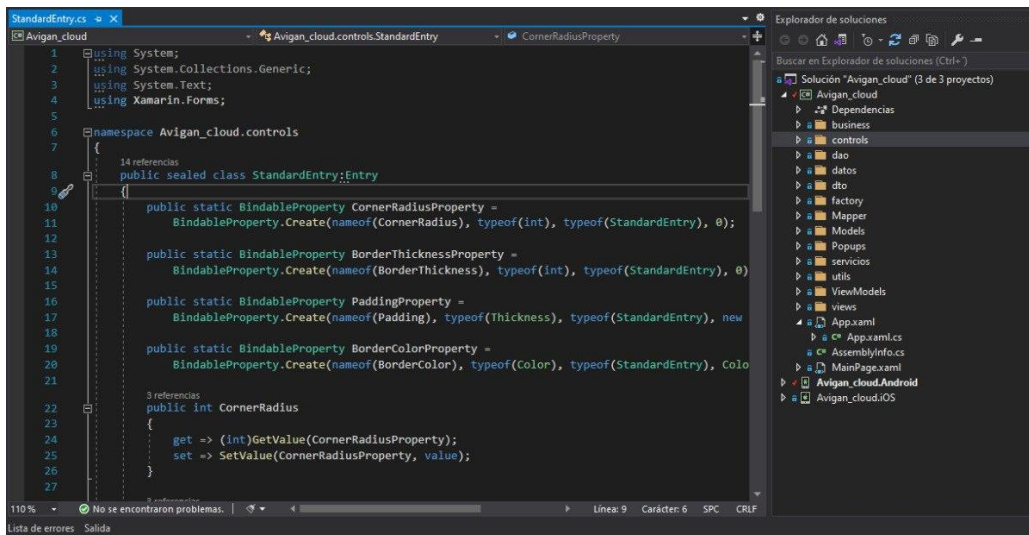 StandardEntry.cs
Avigan_cloud
Avigan_cloud.controls.StandardEntry
CornerRadiusProperty
1 using System;
2 using System.Collections.Generic;
3 using System.Text;
4 using Xamarin.Forms;
5
6 namespace Avigan_cloud.controls
7 {
14 referencias
8 public sealed class StandardEntry:Entry
9 {
10 public static BindableProperty CornerRadiusProperty =
11 BindableProperty.Create(nameof(CornerRadius), typeof(int), typeof(StandardEntry), 0);
12
13 public static BindableProperty BorderThicknessProperty =
14 BindableProperty.Create(nameof(BorderThickness), typeof(int), typeof(StandardEntry), 0)
15
16 public static BindableProperty PaddingProperty =
17 BindableProperty.Create(nameof(Padding), typeof(Thickness), typeof(StandardEntry), new
18
19 public static BindableProperty BorderColorProperty =
20 BindableProperty.Create(nameof(BorderColor), typeof(Color), typeof(StandardEntry), Colo
21
3 referencias
22 public int CornerRadius
23 {
24 get => (int)GetValue(CornerRadiusProperty);
25 set => SetValue(CornerRadiusProperty, value);
26 }
27
110 % No se encontraron problemas. Línea: 9 Carácter: 6 SPC CRLF
Lista de errores Salida
Explorador de soluciones
Buscar en Explorador de soluciones (Ctrl+´)
Solución "Avigan_cloud" (3 de 3 proyectos)
Avigan_cloud
Dependencias
business
controls
dao
datos
dto
factory
Mapper
Models
Popups
servicios
utils
ViewModels
views
App.xaml
App.xaml.cs
AssemblyInfo.cs
MainPage.xaml
Avigan_cloud.Android
Avigan_cloud.iOS